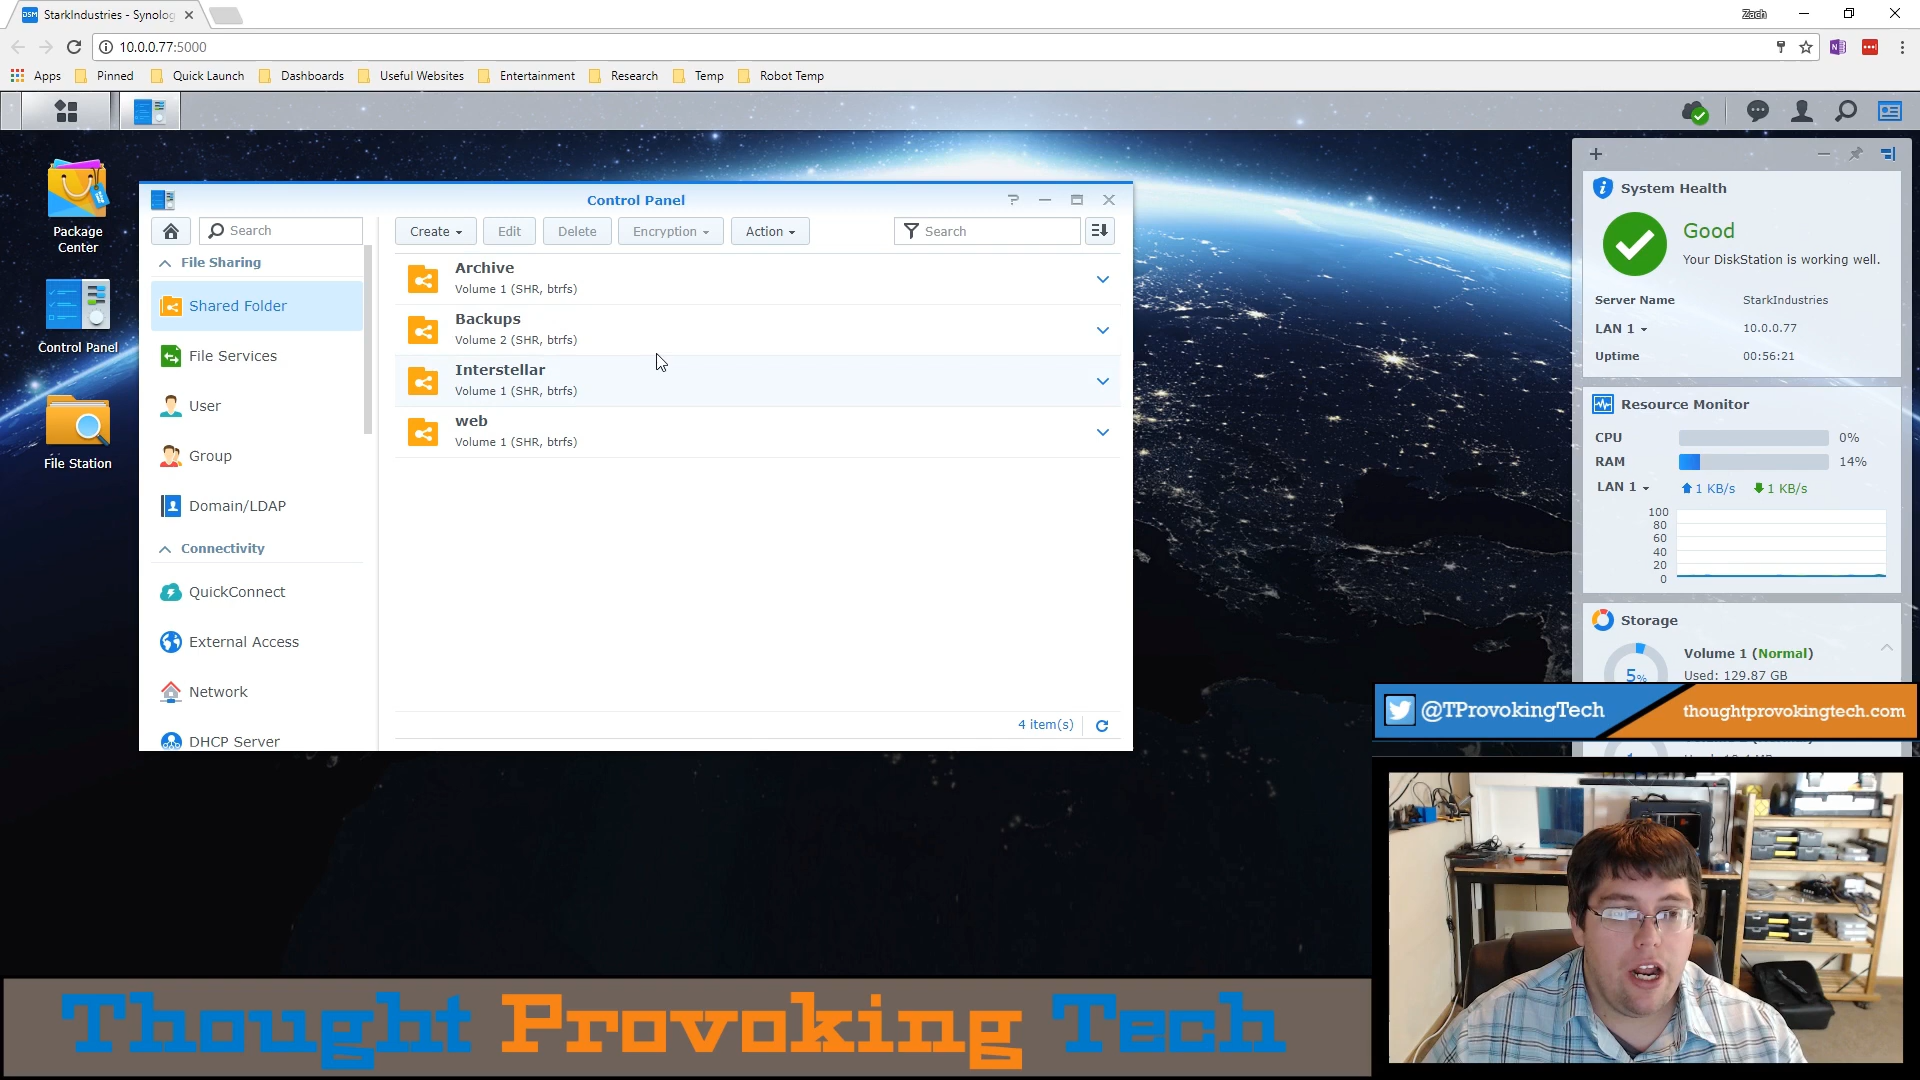 StarkIndustries - Synolog
Zach
10.0.0.77:5000
Apps Pinned Quick Launch Dashboards Useful Websites Entertainment Research Temp Robot Temp
Package
Center
Control Panel
File Station
Control Panel
Search
File Sharing
Shared Folder
File Services
User
Group
Domain/LDAP
Connectivity
QuickConnect
External Access
Network
DHCP Server
Create Edit Delete Encryption Action Search
Archive
Volume 1 (SHR, btrfs)
Backups
Volume 2 (SHR, btrfs)
Interstellar
Volume 1 (SHR, btrfs)
web
Volume 1 (SHR, btrfs)
4 item(s)
System Health
Good
Your DiskStation is working well.
Server Name StarkIndustries
LAN 1 10.0.0.77
Uptime 00:56:21
Resource Monitor
CPU 0%
RAM 14%
LAN 1 1 KB/s 1 KB/s
100
80
60
40
20
0
Storage
Volume 1 (Normal)
5%
Used: 129.87 GB
@TProvokingTech
thoughtprovokingtech.com
Thought Provoking Tech